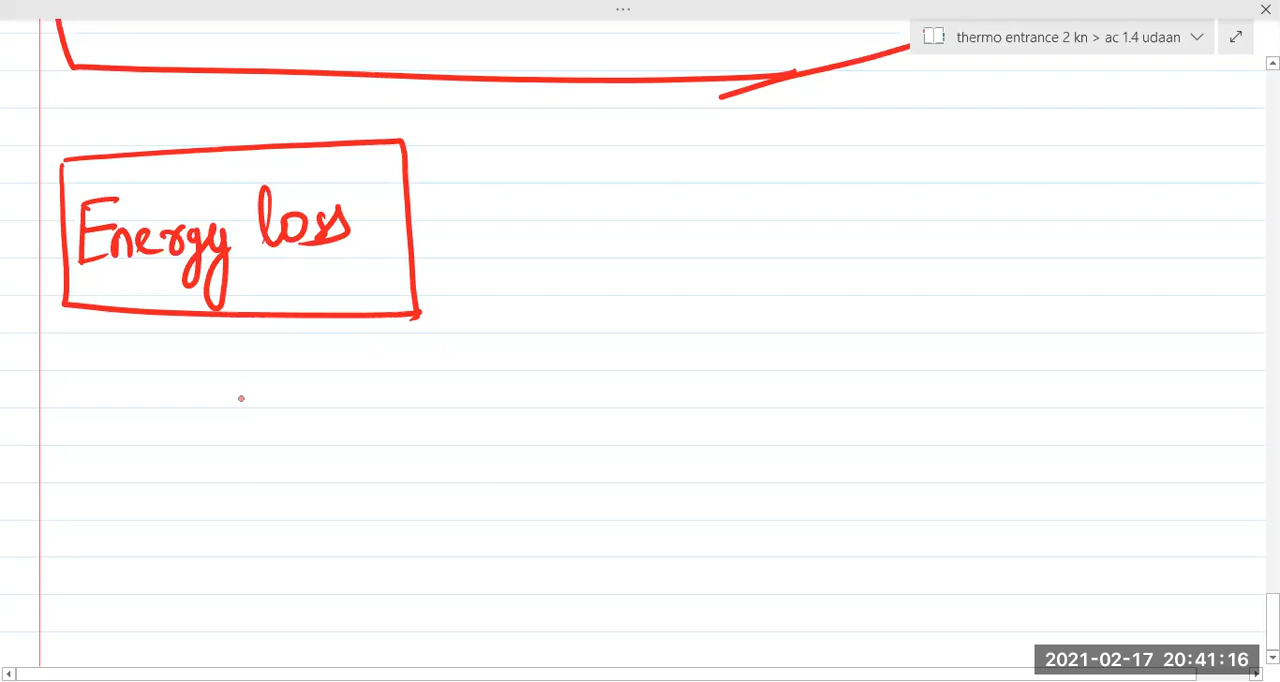 thermo entrance 2 kn > ac 1.4 udaan
Energy loss
2021-02-17 20:41:16